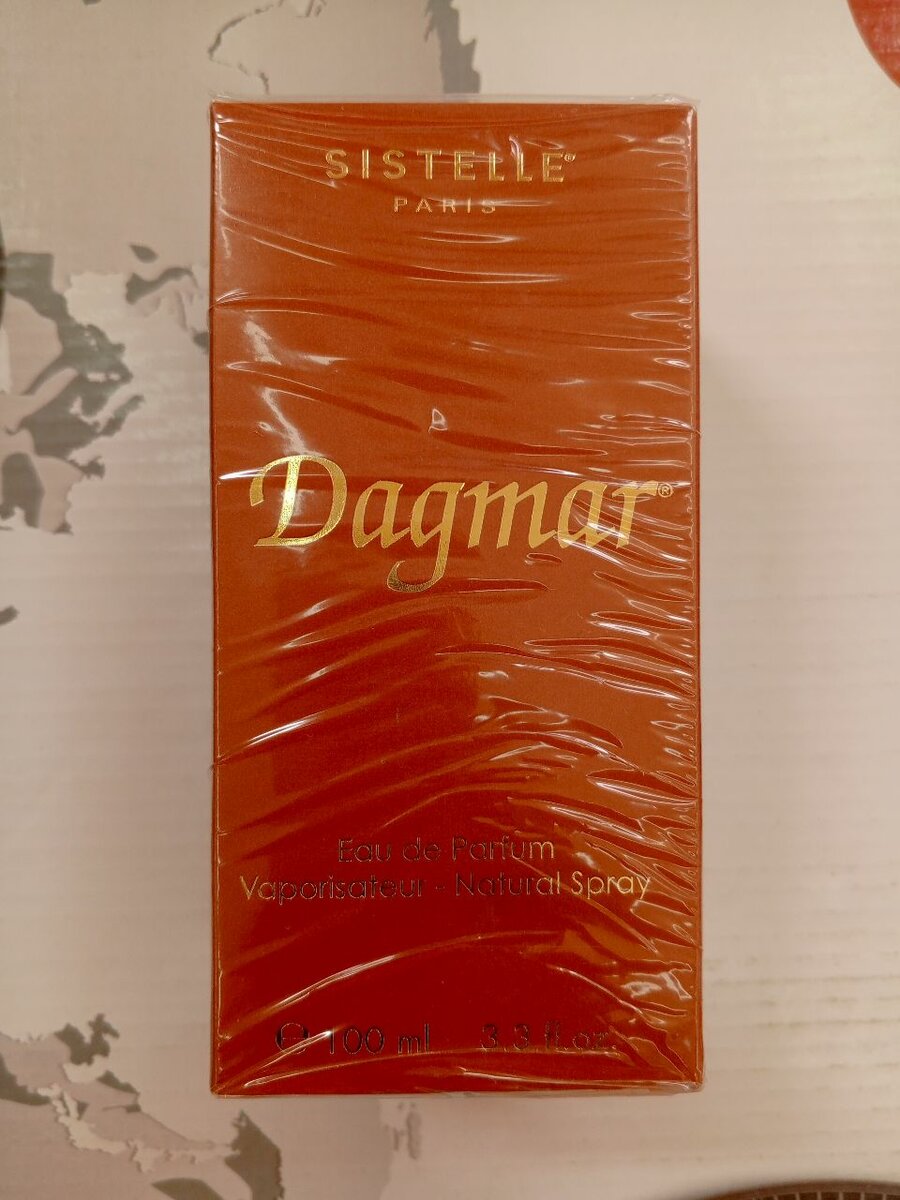 SISTELLE®
PARIS
Dagmar®
Eau de Parfum
Vaporisateur - Natural Spray
℮ 100 ml 3.3 fl.oz.